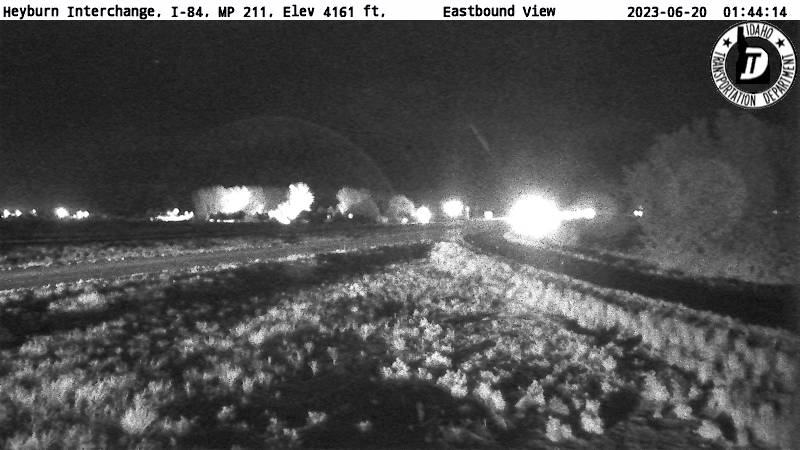 Heyburn Interchange, I-84, MP 211, Elev 4161 ft, Eastbound View 2023-06-20 01:44:14
IDAHO
TRANSPORTATION DEPARTMENT